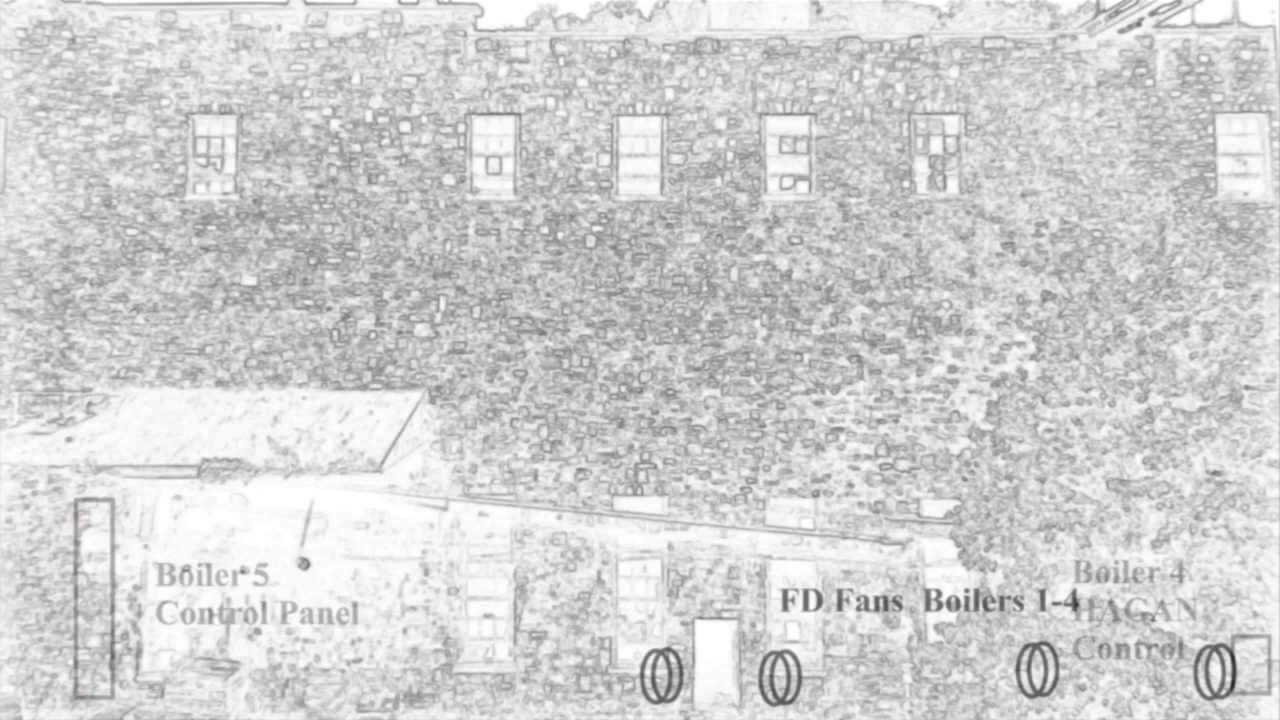 Boiler 5
Control Panel
FD Fans Boilers 1-4
Boiler 4
HAGAN
Control